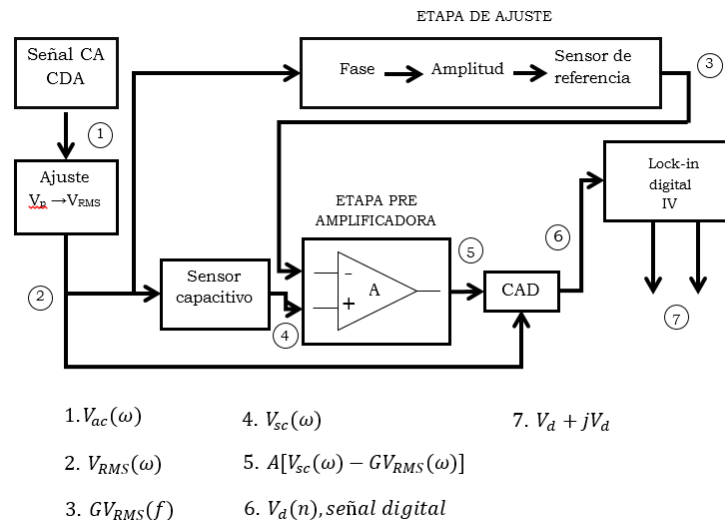 ETAPA DE AJUSTE
Señal CA
CDA
Fase
Amplitud
Sensor de
referencia
3
1
Ajuste
Vp →VRMS
Lock-in
digital
IV
ETAPA PRE
AMPLIFICADORA
6
5
2
Sensor
capacitivo
-
+
A
4
CAD
7
1. Vac(ω)
4. Vsc(ω)
7. Vd + jVd
2. VRMS(ω)
5. A[Vsc(ω) − GVRMS(ω)]
3. GVRMS(f)
6. Vd(n), señal digital